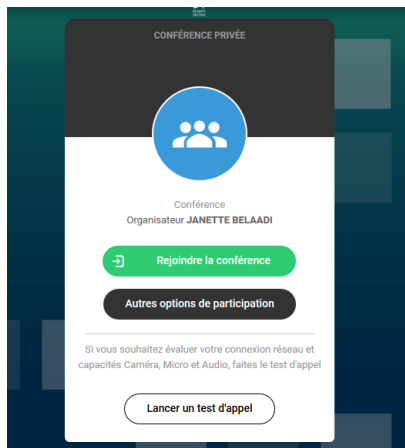 CONFÉRENCE PRIVÉE
Conférence
Organisateur JANETTE BELAADI
Rejoindre la conférence
Autres options de participation
Si vous souhaitez évaluer votre connexion réseau et
capacités Caméra, Micro et Audio, faites le test d'appel
Lancer un test d'appel